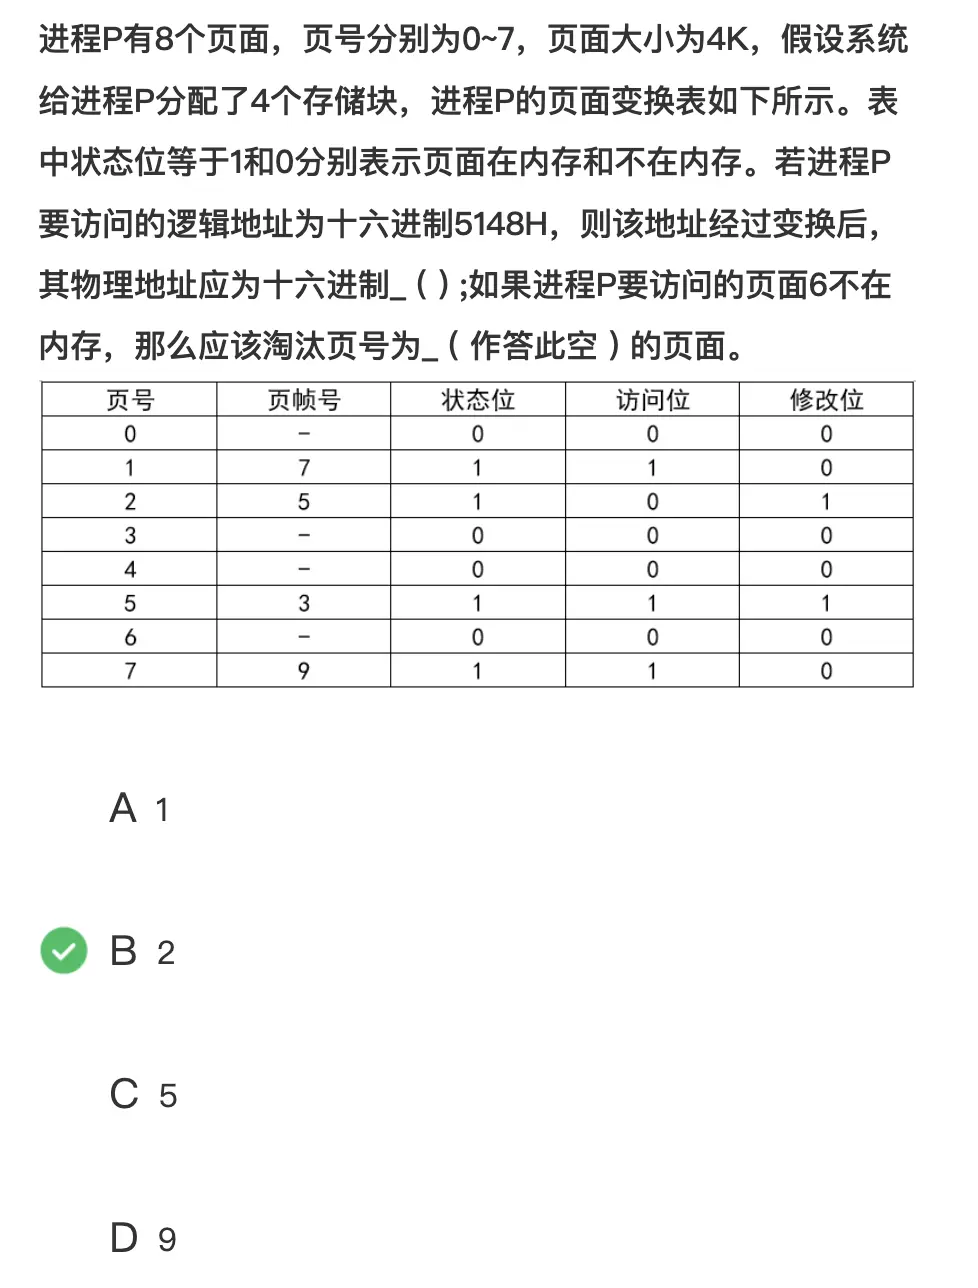 进程P有8个页面，页号分别为0~7，页面大小为4K，假设系统
给进程P分配了4个存储块，进程P的页面变换表如下所示。表
中状态位等于1和0分别表示页面在内存和不在内存。若进程P
要访问的逻辑地址为十六进制5148H，则该地址经过变换后，
其物理地址应为十六进制_（）;如果进程P要访问的页面6不在
内存，那么应该淘汰页号为_（作答此空）的页面。
页号 页帧号 状态位 访问位 修改位
0 – 0 0 0
1 7 1 1 0
2 5 1 0 1
3 – 0 0 0
4 – 0 0 0
5 3 1 1 1
6 – 0 0 0
7 9 1 1 0
A 1
B 2
C 5
D 9